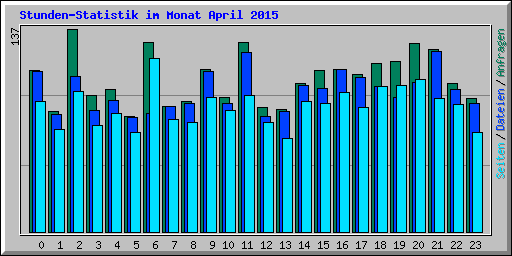 Stunden-Statistik im Monat April 2015
137
Seiten / Dateien / Anfragen
0 1 2 3 4 5 6 7 8 9 10 11 12 13 14 15 16 17 18 19 20 21 22 23